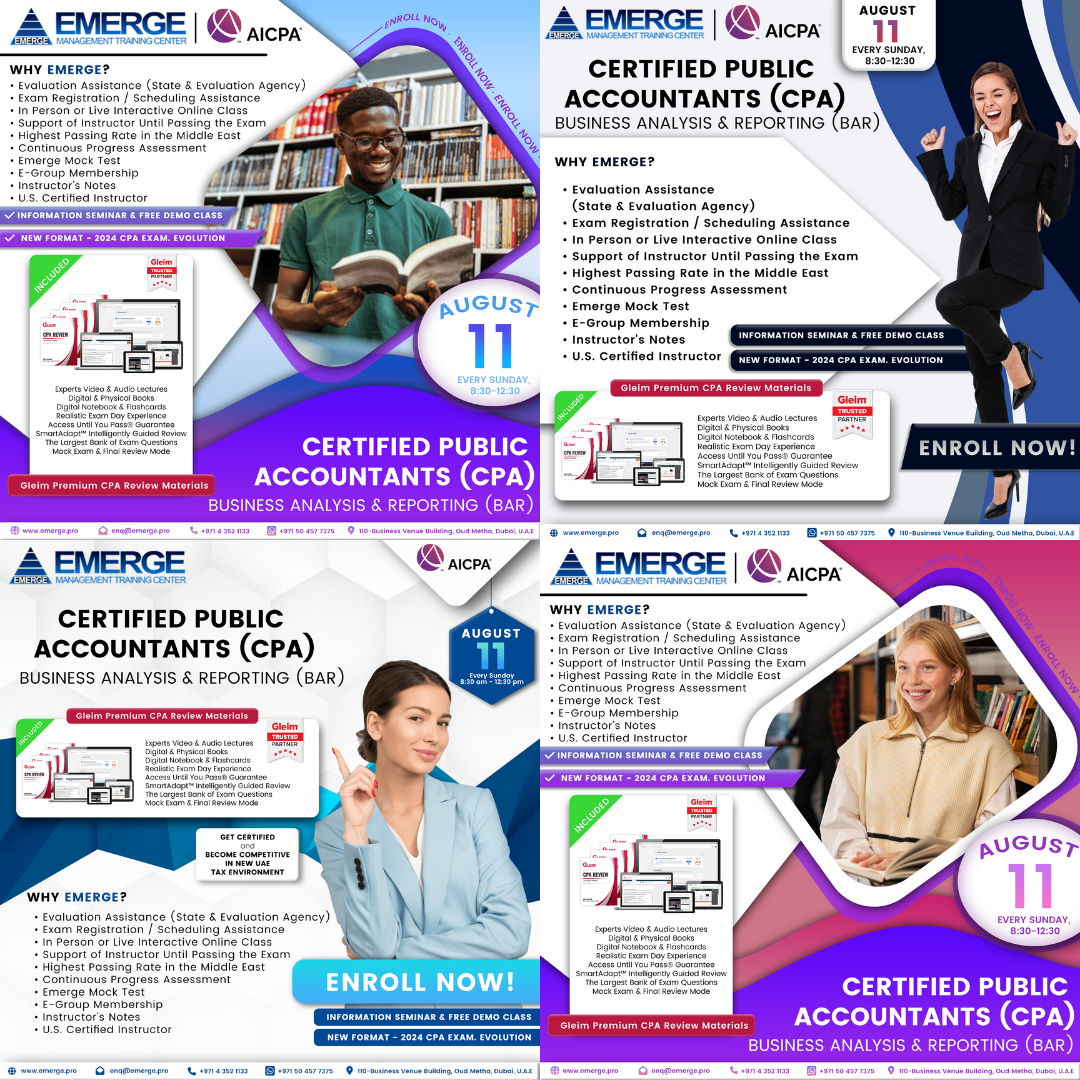 EMERGE
EMERGE
MANAGEMENT TRAINING CENTER
AICPA
ENROLL NOW · ENROLL NOW · ENROLL NOW ·
WHY EMERGE?
• Evaluation Assistance (State & Evaluation Agency)
• Exam Registration / Scheduling Assistance
• In Person or Live Interactive Online Class
• Support of Instructor Until Passing the Exam
• Highest Passing Rate in the Middle East
• Continuous Progress Assessment
• Emerge Mock Test
• E-Group Membership
• Instructor's Notes
• U.S. Certified Instructor
INFORMATION SEMINAR & FREE DEMO CLASS
NEW FORMAT - 2024 CPA EXAM. EVOLUTION
INCLUDED
Gleim
TRUSTED
PARTNER
CPA REVIEW
Experts Video & Audio Lectures
Digital & Physical Books
Digital Notebook & Flashcards
Realistic Exam Day Experience
Access Until You Pass® Guarantee
SmartAdapt™ Intelligently Guided Review
The Largest Bank of Exam Questions
Mock Exam & Final Review Mode
Gleim Premium CPA Review Materials
AUGUST
11
EVERY SUNDAY,
8:30-12:30
CERTIFIED PUBLIC
ACCOUNTANTS (CPA)
BUSINESS ANALYSIS & REPORTING (BAR)
www.emerge.pro enq@emerge.pro +971 4 352 1133 +971 50 457 7375 110-Business Venue Building, Oud Metha, Dubai, U.A.E
EMERGE
EMERGE
MANAGEMENT TRAINING CENTER
AICPA
AUGUST
11
EVERY SUNDAY,
8:30-12:30
CERTIFIED PUBLIC
ACCOUNTANTS (CPA)
BUSINESS ANALYSIS & REPORTING (BAR)
WHY EMERGE?
• Evaluation Assistance
(State & Evaluation Agency)
• Exam Registration / Scheduling Assistance
• In Person or Live Interactive Online Class
• Support of Instructor Until Passing the Exam
• Highest Passing Rate in the Middle East
• Continuous Progress Assessment
• Emerge Mock Test
• E-Group Membership
• Instructor's Notes
• U.S. Certified Instructor
INFORMATION SEMINAR & FREE DEMO CLASS
NEW FORMAT - 2024 CPA EXAM. EVOLUTION
Gleim Premium CPA Review Materials
INCLUDED
CPA REVIEW
Experts Video & Audio Lectures
Digital & Physical Books
Digital Notebook & Flashcards
Realistic Exam Day Experience
Access Until You Pass® Guarantee
SmartAdapt™ Intelligently Guided Review
The Largest Bank of Exam Questions
Mock Exam & Final Review Mode
Gleim
TRUSTED
PARTNER
ENROLL NOW!
www.emerge.pro enq@emerge.pro +971 4 352 1133 +971 50 457 7375 110-Business Venue Building, Oud Metha, Dubai, U.A.E
EMERGE
EMERGE
MANAGEMENT TRAINING CENTER
AICPA
CERTIFIED PUBLIC
ACCOUNTANTS (CPA)
BUSINESS ANALYSIS & REPORTING (BAR)
AUGUST
11
Every Sunday
8:30 am - 12:30 pm
Gleim Premium CPA Review Materials
INCLUDED
CPA REVIEW
Experts Video & Audio Lectures
Digital & Physical Books
Digital Notebook & Flashcards
Realistic Exam Day Experience
Access Until You Pass® Guarantee
SmartAdapt™ Intelligently Guided Review
The Largest Bank of Exam Questions
Mock Exam & Final Review Mode
Gleim
TRUSTED
PARTNER
GET CERTIFIED
and
BECOME COMPETITIVE
IN NEW UAE
TAX ENVIRONMENT
WHY EMERGE?
• Evaluation Assistance (State & Evaluation Agency)
• Exam Registration / Scheduling Assistance
• In Person or Live Interactive Online Class
• Support of Instructor Until Passing the Exam
• Highest Passing Rate in the Middle East
• Continuous Progress Assessment
• Emerge Mock Test
• E-Group Membership
• Instructor's Notes
• U.S. Certified Instructor
ENROLL NOW!
INFORMATION SEMINAR & FREE DEMO CLASS
NEW FORMAT - 2024 CPA EXAM. EVOLUTION
www.emerge.pro enq@emerge.pro +971 4 352 1133 +971 50 457 7375 110-Business Venue Building, Oud Metha, Dubai, U.A.E
EMERGE
EMERGE
MANAGEMENT TRAINING CENTER
AICPA
ENROLL NOW · ENROLL NOW · ENROLL NOW
WHY EMERGE?
• Evaluation Assistance (State & Evaluation Agency)
• Exam Registration / Scheduling Assistance
• In Person or Live Interactive Online Class
• Support of Instructor Until Passing the Exam
• Highest Passing Rate in the Middle East
• Continuous Progress Assessment
• Emerge Mock Test
• E-Group Membership
• Instructor's Notes
• U.S. Certified Instructor
INFORMATION SEMINAR & FREE DEMO CLASS
NEW FORMAT - 2024 CPA EXAM. EVOLUTION
INCLUDED
Gleim
TRUSTED
PARTNER
CPA REVIEW
Experts Video & Audio Lectures
Digital & Physical Books
Digital Notebook & Flashcards
Realistic Exam Day Experience
Access Until You Pass® Guarantee
SmartAdapt™ Intelligently Guided Review
The Largest Bank of Exam Questions
Mock Exam & Final Review Mode
Gleim Premium CPA Review Materials
AUGUST
11
EVERY SUNDAY,
8:30-12:30
CERTIFIED PUBLIC
ACCOUNTANTS (CPA)
BUSINESS ANALYSIS & REPORTING (BAR)
www.emerge.pro enq@emerge.pro +971 4 352 1133 +971 50 457 7375 110-Business Venue Building, Oud Metha, Dubai, U.A.E